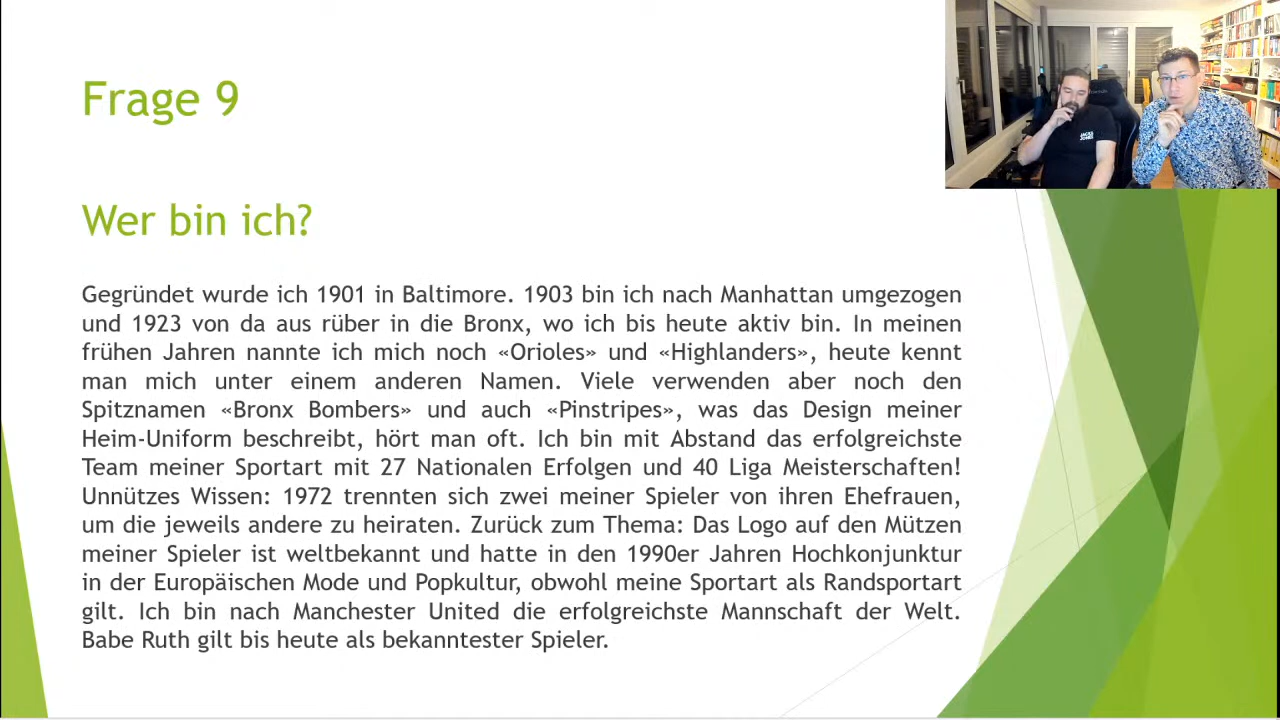 Frage 9
Wer bin ich?
Gegründet wurde ich 1901 in Baltimore. 1903 bin ich nach Manhattan umgezogen
und 1923 von da aus rüber in die Bronx, wo ich bis heute aktiv bin. In meinen
frühen Jahren nannte ich mich noch «Orioles» und «Highlanders», heute kennt
man mich unter einem anderen Namen. Viele verwenden aber noch den
Spitznamen «Bronx Bombers» und auch «Pinstripes», was das Design meiner
Heim-Uniform beschreibt, hört man oft. Ich bin mit Abstand das erfolgreichste
Team meiner Sportart mit 27 Nationalen Erfolgen und 40 Liga Meisterschaften!
Unnützes Wissen: 1972 trennten sich zwei meiner Spieler von ihren Ehefrauen,
um die jeweils andere zu heiraten. Zurück zum Thema: Das Logo auf den Mützen
meiner Spieler ist weltbekannt und hatte in den 1990er Jahren Hochkonjunktur
in der Europäischen Mode und Popkultur, obwohl meine Sportart als Randsportart
gilt. Ich bin nach Manchester United die erfolgreichste Mannschaft der Welt.
Babe Ruth gilt bis heute als bekanntester Spieler.
JACK&
JONES